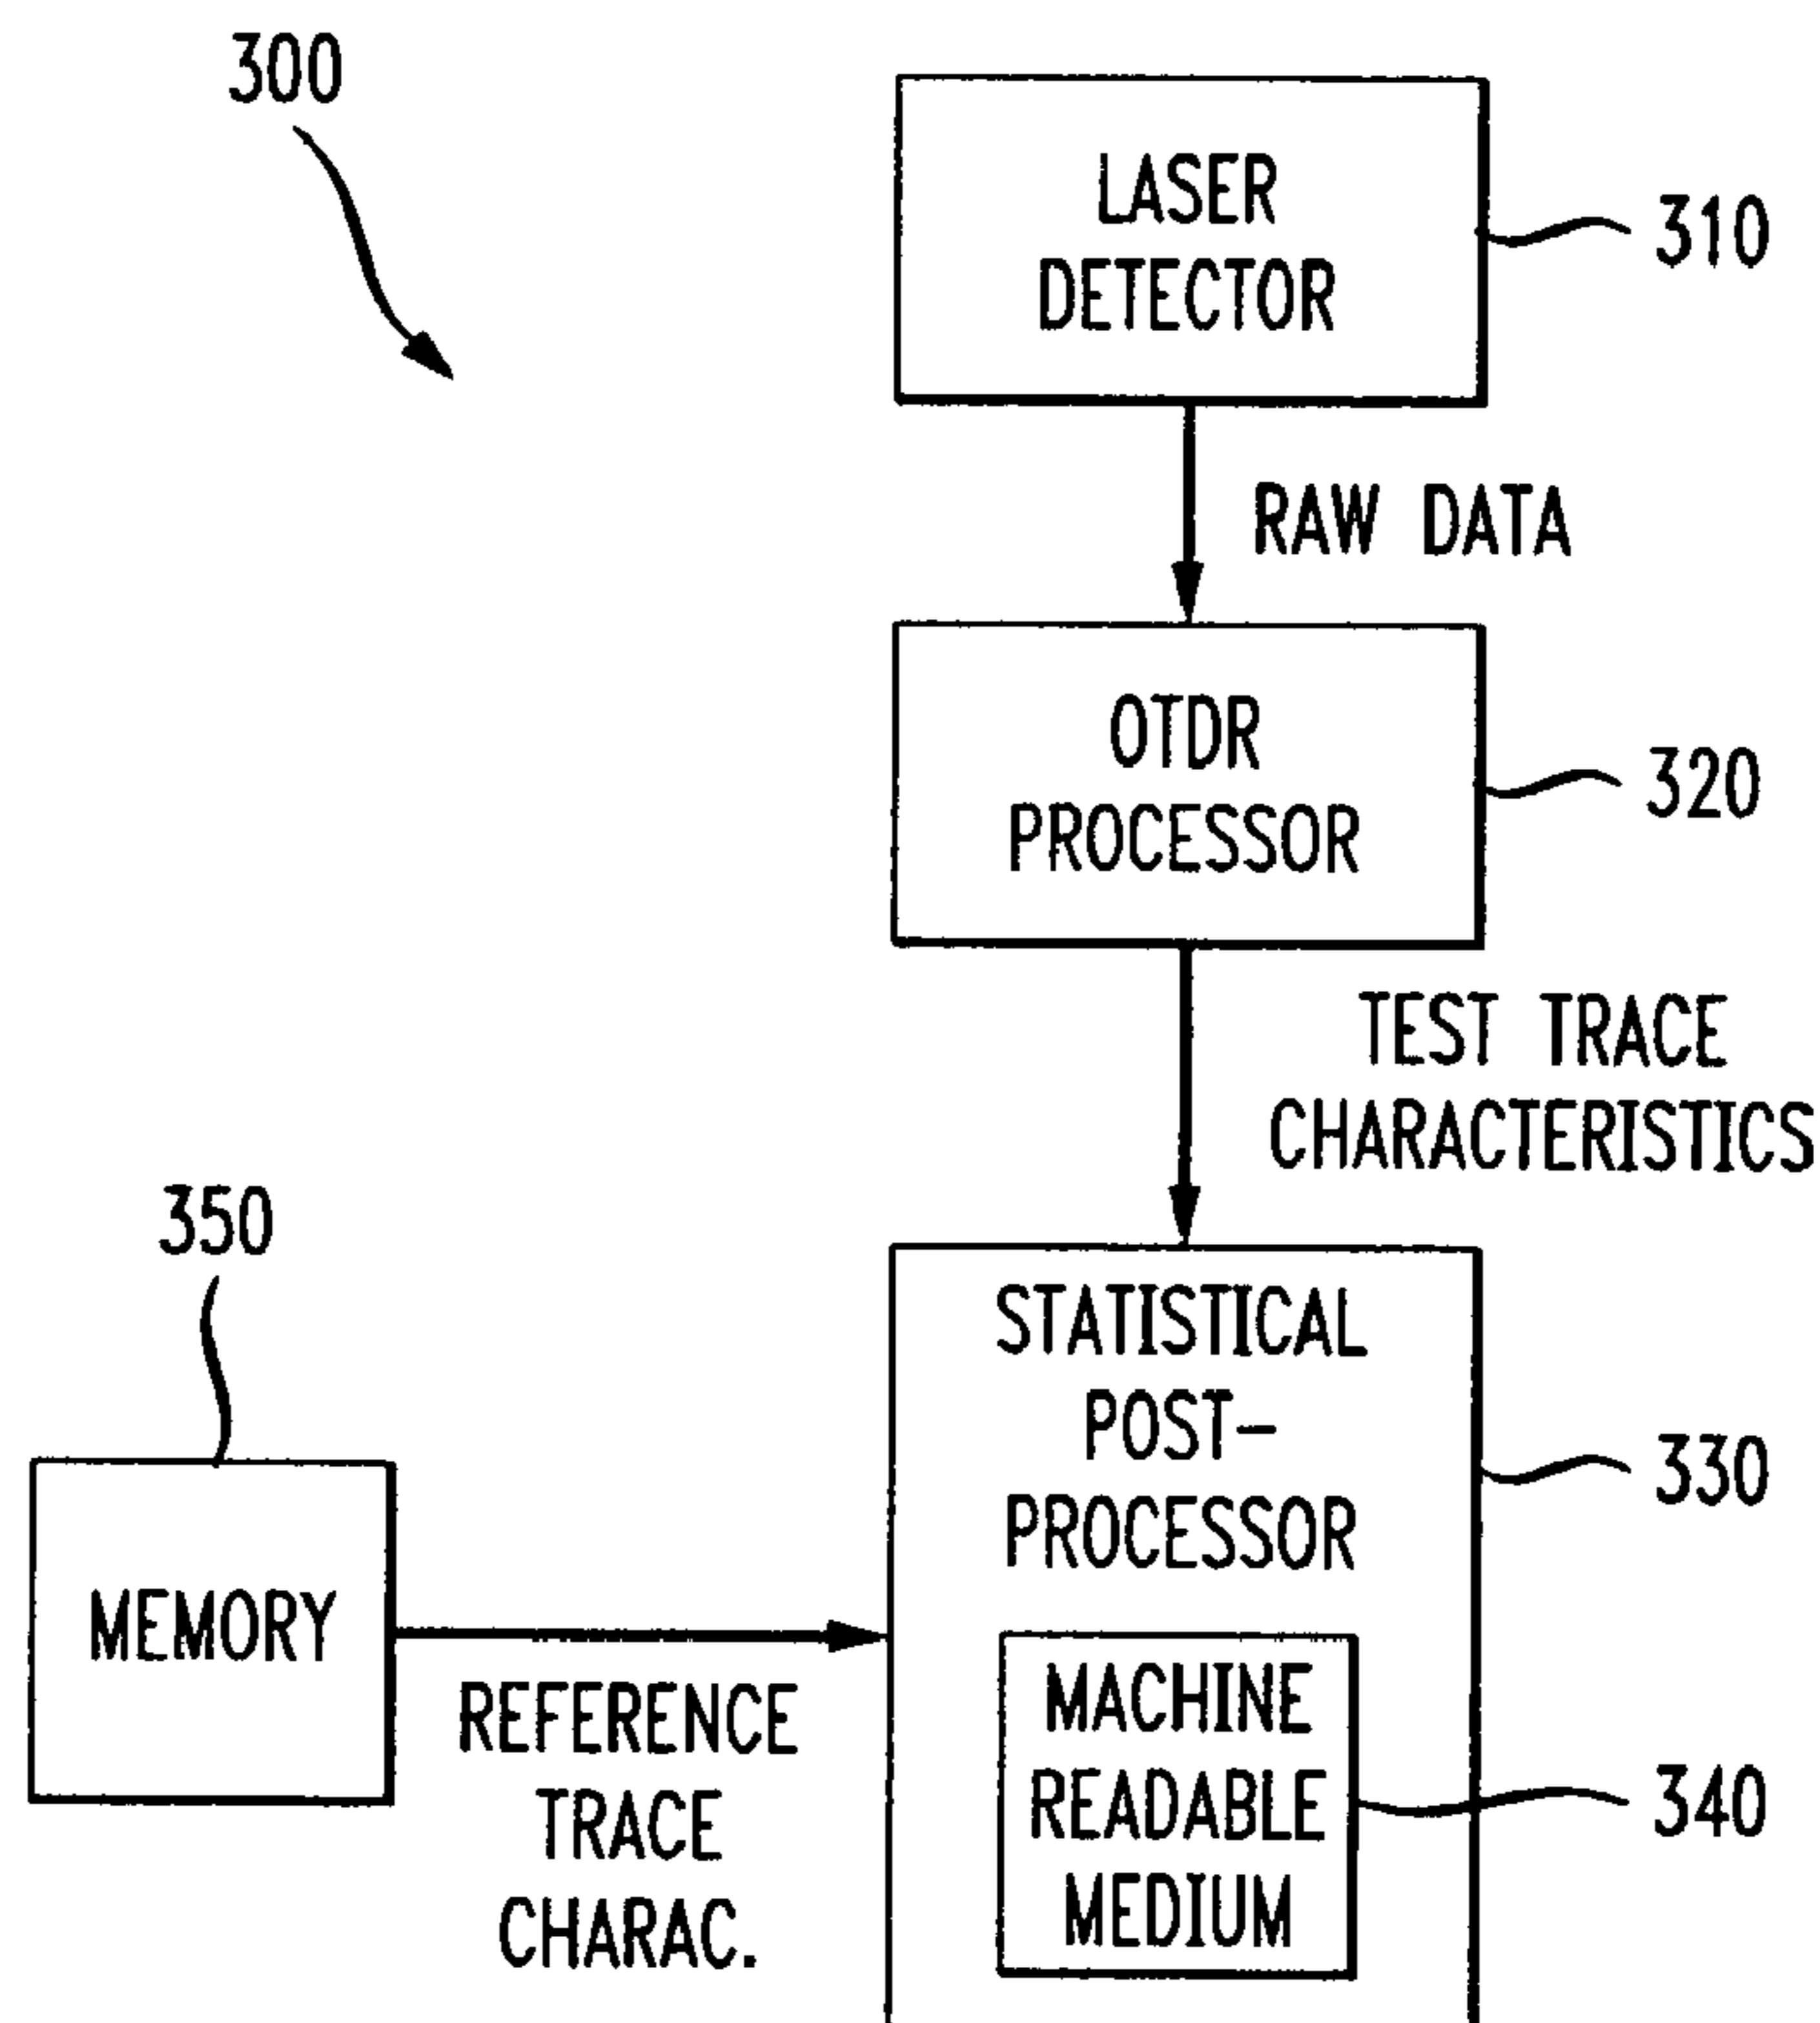 300
LASER
DETECTOR
310
RAW DATA
OTDR
PROCESSOR
320
TEST TRACE
CHARACTERISTICS
350
STATISTICAL
POST-
PROCESSOR
330
MEMORY
REFERENCE
TRACE
CHARAC.
MACHINE
READABLE
MEDIUM
340